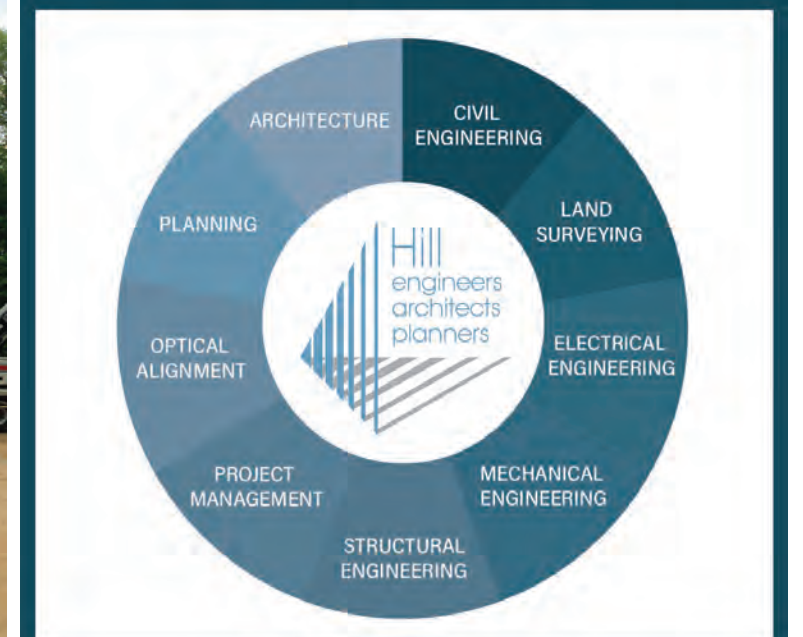 ARCHITECTURE
CIVIL
ENGINEERING
PLANNING
LAND
SURVEYING
Hill
engineers
architects
planners
OPTICAL
ALIGNMENT
ELECTRICAL
ENGINEERING
PROJECT
MANAGEMENT
MECHANICAL
ENGINEERING
STRUCTURAL
ENGINEERING